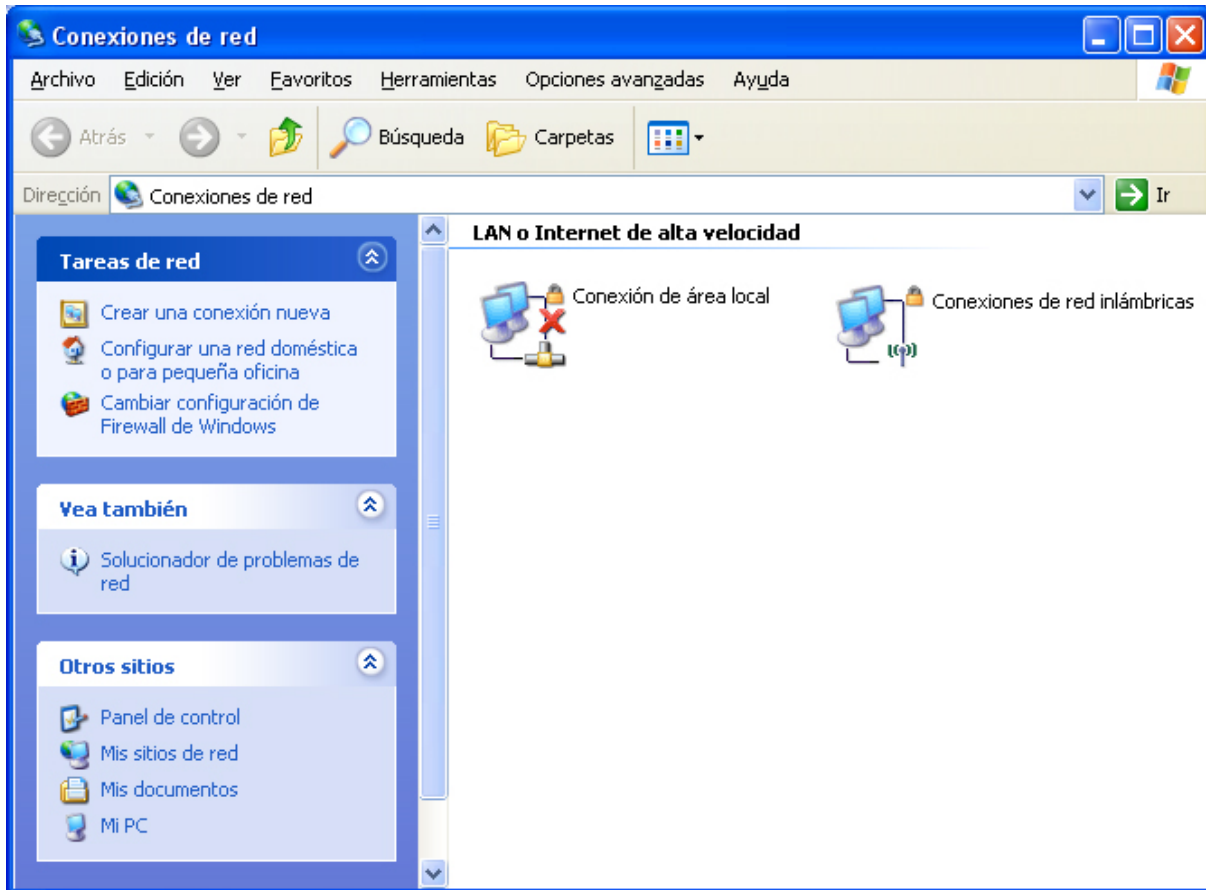 Conexiones de red
Archivo Edición Ver Favoritos Herramientas Opciones avanzadas Ayuda
Atrás Búsqueda Carpetas
Dirección Conexiones de red Ir
Tareas de red
Crear una conexión nueva
Configurar una red doméstica
o para pequeña oficina
Cambiar configuración de
Firewall de Windows
Vea también
Solucionador de problemas de
red
Otros sitios
Panel de control
Mis sitios de red
Mis documentos
Mi PC
LAN o Internet de alta velocidad
Conexión de área local
Conexiones de red inlámbricas